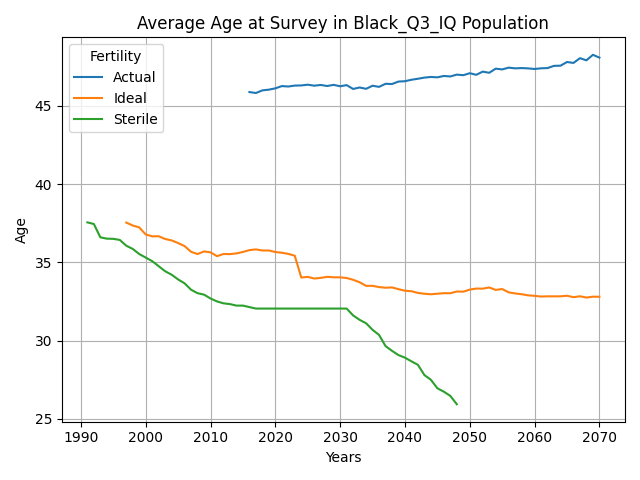 Average Age at Survey in Black_Q3_IQ Population
Fertility
Actual
Ideal
Sterile
Age
45
40
35
30
25
1990 2000 2010 2020 2030 2040 2050 2060 2070
Years